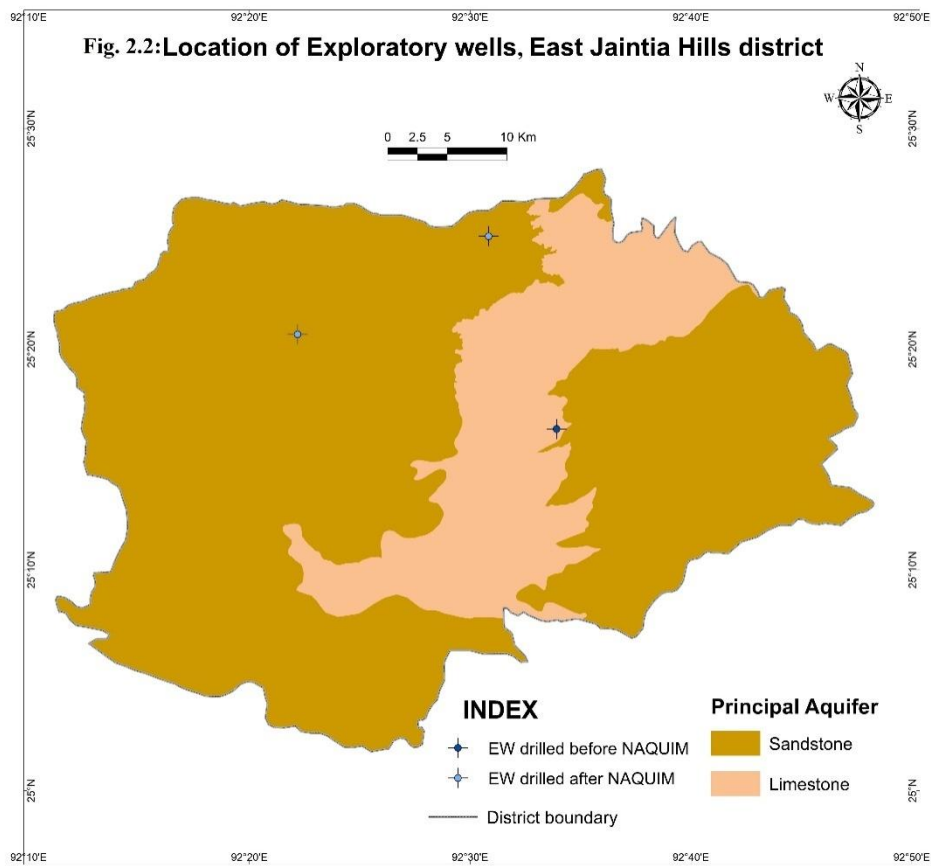 92°10'E 92°20'E 92°30'E 92°40'E 92°50'E
Fig. 2.2:Location of Exploratory wells, East Jaintia Hills district
N
W E
S
25°30'N 25°30'N
0 2.5 5 10 Km
25°20'N 25°20'N
25°10'N 25°10'N
INDEX
EW drilled before NAQUIM
EW drilled after NAQUIM
District boundary
Principal Aquifer
Sandstone
Limestone
25°N 25°N
92°10'E 92°20'E 92°30'E 92°40'E 92°50'E